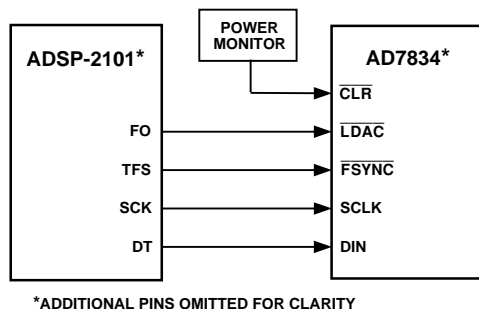 POWER
MONITOR
ADSP-2101*
AD7834*
CLR
FO
LDAC
TFS
FSYNC
SCK
SCLK
DT
DIN
*ADDITIONAL PINS OMITTED FOR CLARITY